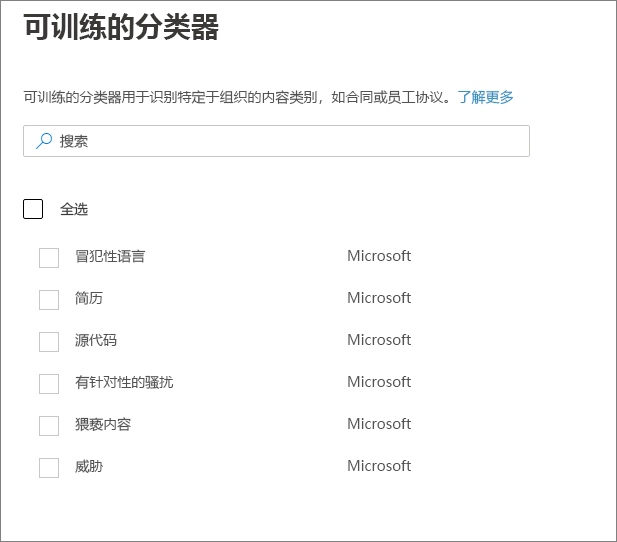 可训练的分类器
可训练的分类器用于识别特定于组织的内容类别，如合同或员工协议。了解更多
搜索
全选
冒犯性语言 Microsoft
简历 Microsoft
源代码 Microsoft
有针对性的骚扰 Microsoft
猥亵内容 Microsoft
威胁 Microsoft